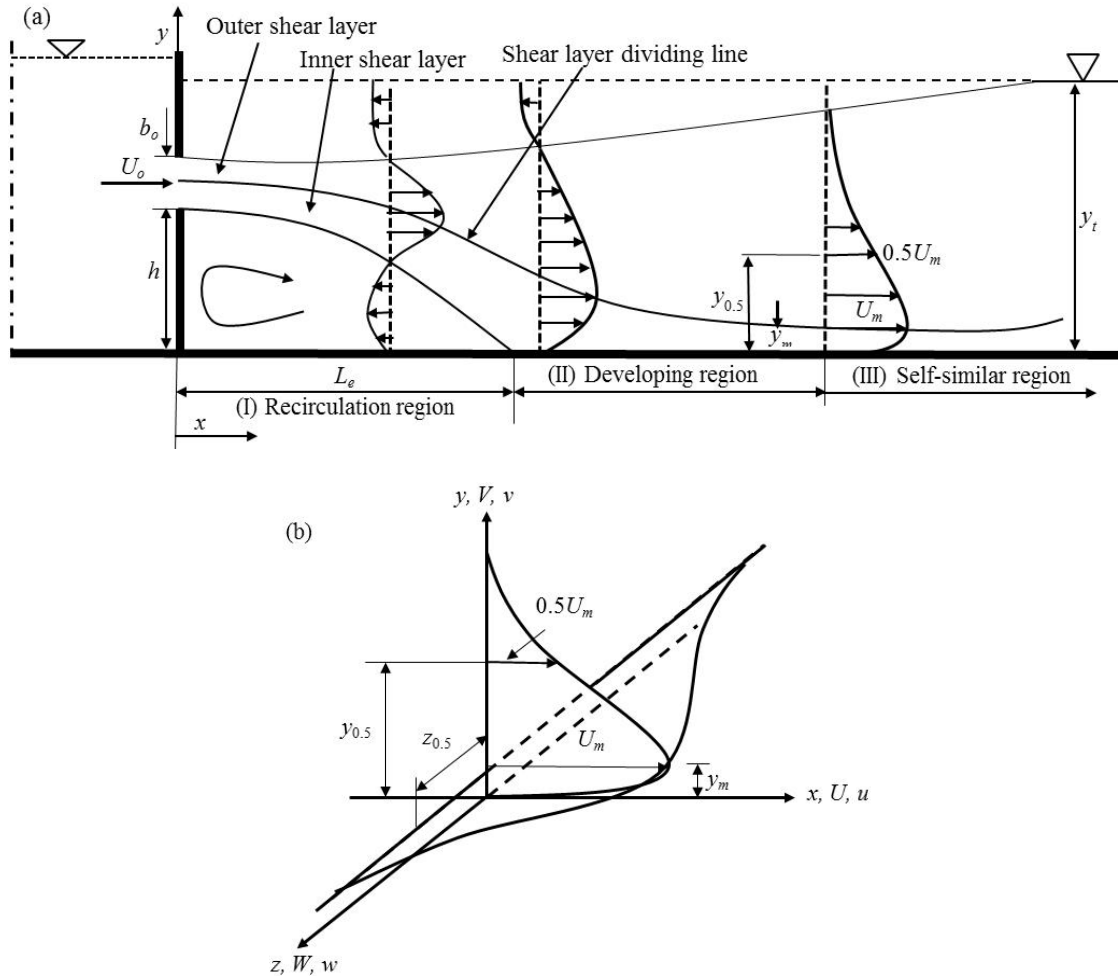 (a)
y
Outer shear layer
Inner shear layer
Shear layer dividing line
b_o
U_o
h
0.5U_m
y_0.5
U_m
y_m
y_t
L_e
(I) Recirculation region
(II) Developing region
(III) Self-similar region
x
(b)
y, V, v
0.5U_m
y_0.5
z_0.5
U_m
y_m
x, U, u
z, W, w